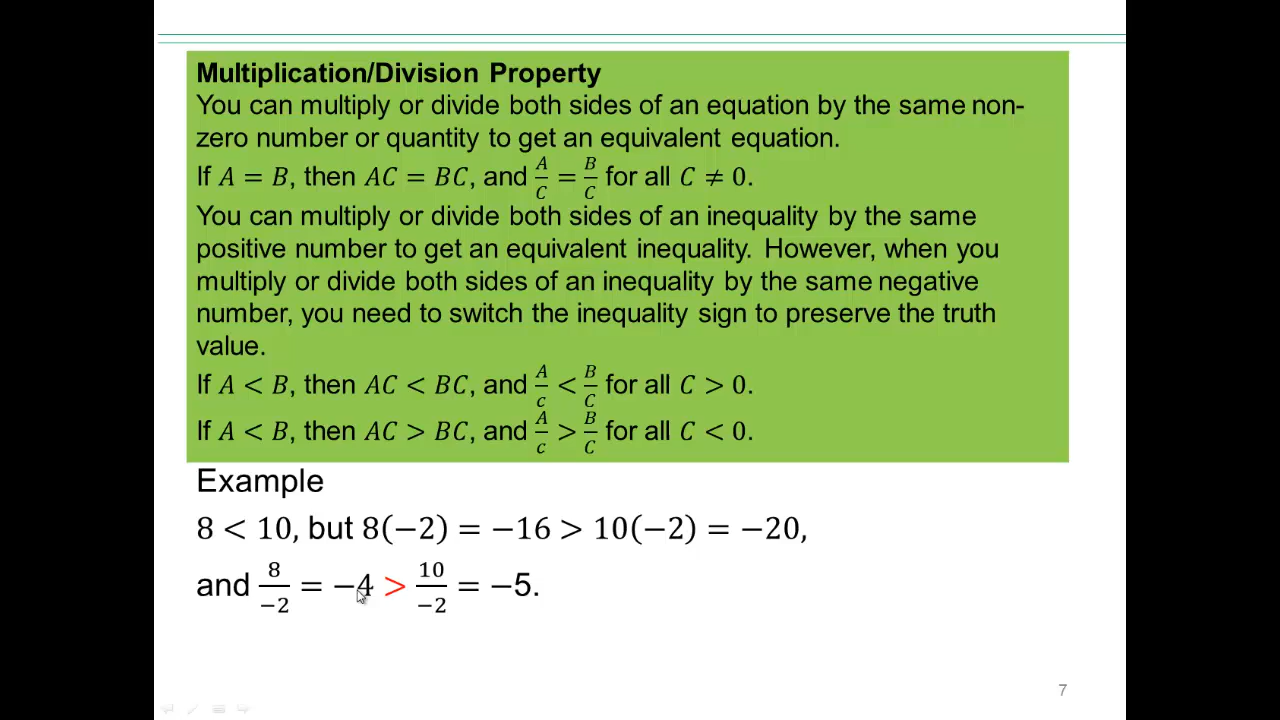 Multiplication/Division Property
You can multiply or divide both sides of an equation by the same non-
zero number or quantity to get an equivalent equation.
If 𝐴 = 𝐵, then 𝐴𝐶 = 𝐵𝐶, and 𝐴/𝐶 = 𝐵/𝐶 for all 𝐶 ≠ 0.
You can multiply or divide both sides of an inequality by the same
positive number to get an equivalent inequality. However, when you
multiply or divide both sides of an inequality by the same negative
number, you need to switch the inequality sign to preserve the truth
value.
If 𝐴 < 𝐵, then 𝐴𝐶 < 𝐵𝐶, and 𝐴/𝑐 < 𝐵/𝐶 for all 𝐶 > 0.
If 𝐴 < 𝐵, then 𝐴𝐶 > 𝐵𝐶, and 𝐴/𝑐 > 𝐵/𝐶 for all 𝐶 < 0.
Example
8 < 10, but 8(−2) = −16 > 10(−2) = −20,
and 8/−2 = −4 > 10/−2 = −5.
7